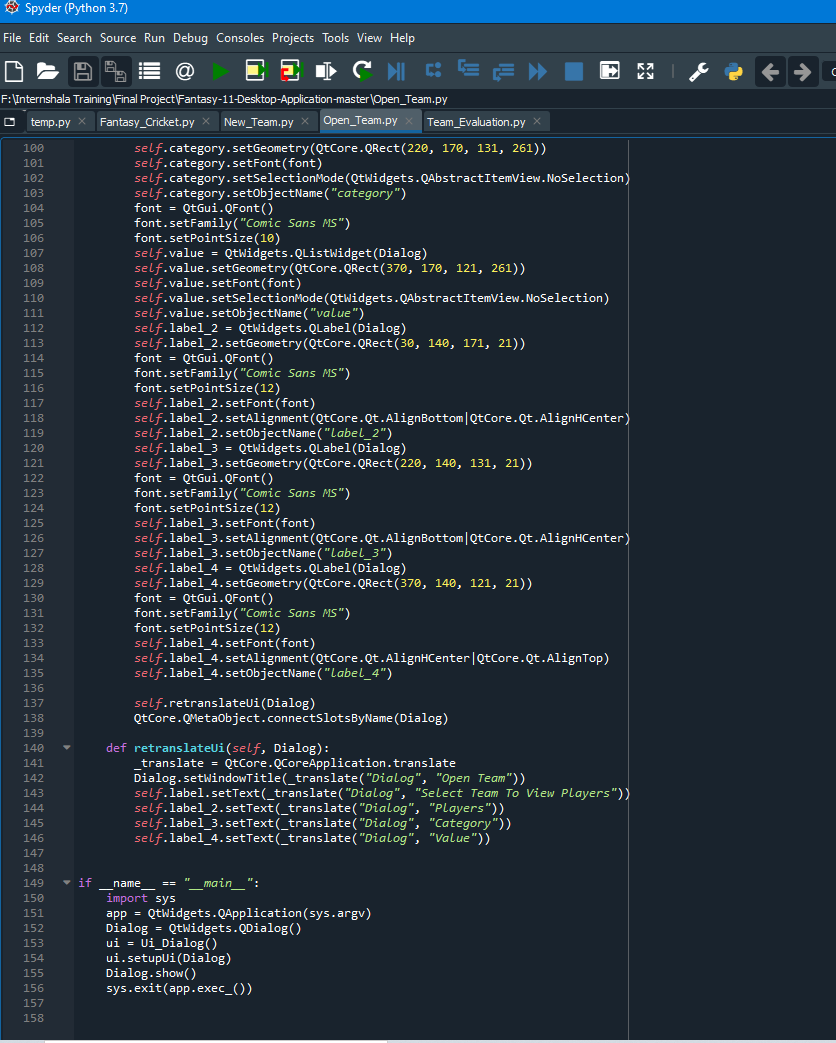 Spyder (Python 3.7)
File Edit Search Source Run Debug Consoles Projects Tools View Help
F:\Internshala Training\Final Project\Fantasy-11-Desktop-Application-master\Open_Team.py
temp.py Fantasy_Cricket.py New_Team.py Open_Team.py Team_Evaluation.py
100 self.category.setGeometry(QtCore.QRect(220, 170, 131, 261))
101 self.category.setFont(font)
102 self.category.setSelectionMode(QtWidgets.QAbstractItemView.NoSelection)
103 self.category.setObjectName("category")
104 font = QtGui.QFont()
105 font.setFamily("Comic Sans MS")
106 font.setPointSize(10)
107 self.value = QtWidgets.QListWidget(Dialog)
108 self.value.setGeometry(QtCore.QRect(370, 170, 121, 261))
109 self.value.setFont(font)
110 self.value.setSelectionMode(QtWidgets.QAbstractItemView.NoSelection)
111 self.value.setObjectName("value")
112 self.label_2 = QtWidgets.QLabel(Dialog)
113 self.label_2.setGeometry(QtCore.QRect(30, 140, 171, 21))
114 font = QtGui.QFont()
115 font.setFamily("Comic Sans MS")
116 font.setPointSize(12)
117 self.label_2.setFont(font)
118 self.label_2.setAlignment(QtCore.Qt.AlignBottom|QtCore.Qt.AlignHCenter)
119 self.label_2.setObjectName("label_2")
120 self.label_3 = QtWidgets.QLabel(Dialog)
121 self.label_3.setGeometry(QtCore.QRect(220, 140, 131, 21))
122 font = QtGui.QFont()
123 font.setFamily("Comic Sans MS")
124 font.setPointSize(12)
125 self.label_3.setFont(font)
126 self.label_3.setAlignment(QtCore.Qt.AlignBottom|QtCore.Qt.AlignHCenter)
127 self.label_3.setObjectName("label_3")
128 self.label_4 = QtWidgets.QLabel(Dialog)
129 self.label_4.setGeometry(QtCore.QRect(370, 140, 121, 21))
130 font = QtGui.QFont()
131 font.setFamily("Comic Sans MS")
132 font.setPointSize(12)
133 self.label_4.setFont(font)
134 self.label_4.setAlignment(QtCore.Qt.AlignHCenter|QtCore.Qt.AlignTop)
135 self.label_4.setObjectName("label_4")
136
137 self.retranslateUi(Dialog)
138 QtCore.QMetaObject.connectSlotsByName(Dialog)
139
140 def retranslateUi(self, Dialog):
141 _translate = QtCore.QCoreApplication.translate
142 Dialog.setWindowTitle(_translate("Dialog", "Open Team"))
143 self.label.setText(_translate("Dialog", "Select Team To View Players"))
144 self.label_2.setText(_translate("Dialog", "Players"))
145 self.label_3.setText(_translate("Dialog", "Category"))
146 self.label_4.setText(_translate("Dialog", "Value"))
147
148
149 if __name__ == "__main__":
150 import sys
151 app = QtWidgets.QApplication(sys.argv)
152 Dialog = QtWidgets.QDialog()
153 ui = Ui_Dialog()
154 ui.setupUi(Dialog)
155 Dialog.show()
156 sys.exit(app.exec_())
157
158